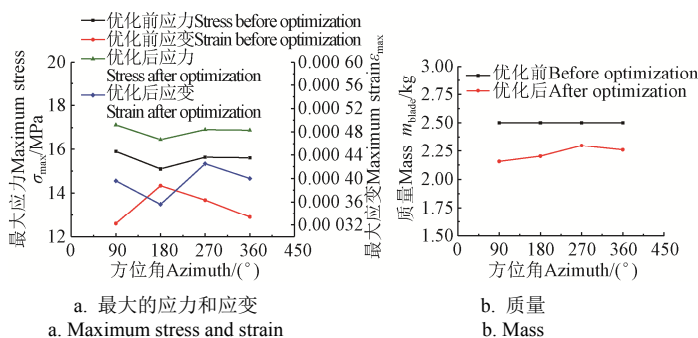 优化前应力Stress before optimization
优化前应变Strain before optimization
优化后应力
Stress after optimization
优化后应变
Strain after optimization
最大应力Maximum stress
σmax/MPa
20
18
16
14
12
0.000 60
0.000 56
0.000 52
0.000 48
0.000 44
0.000 40
0.000 36
0.00 032
最大应变Maximum strainεmax
0 90 180 270 360 450
方位角Azimuth/(°)
a. 最大的应力和应变
a. Maximum stress and strain
优化前Before optimization
优化后After optimization
质量Mass mblade/kg
3.00
2.75
2.50
2.25
2.00
1.75
1.50
0 90 180 270 360 450
方位角Azimuth/(°)
b. 质量
b. Mass